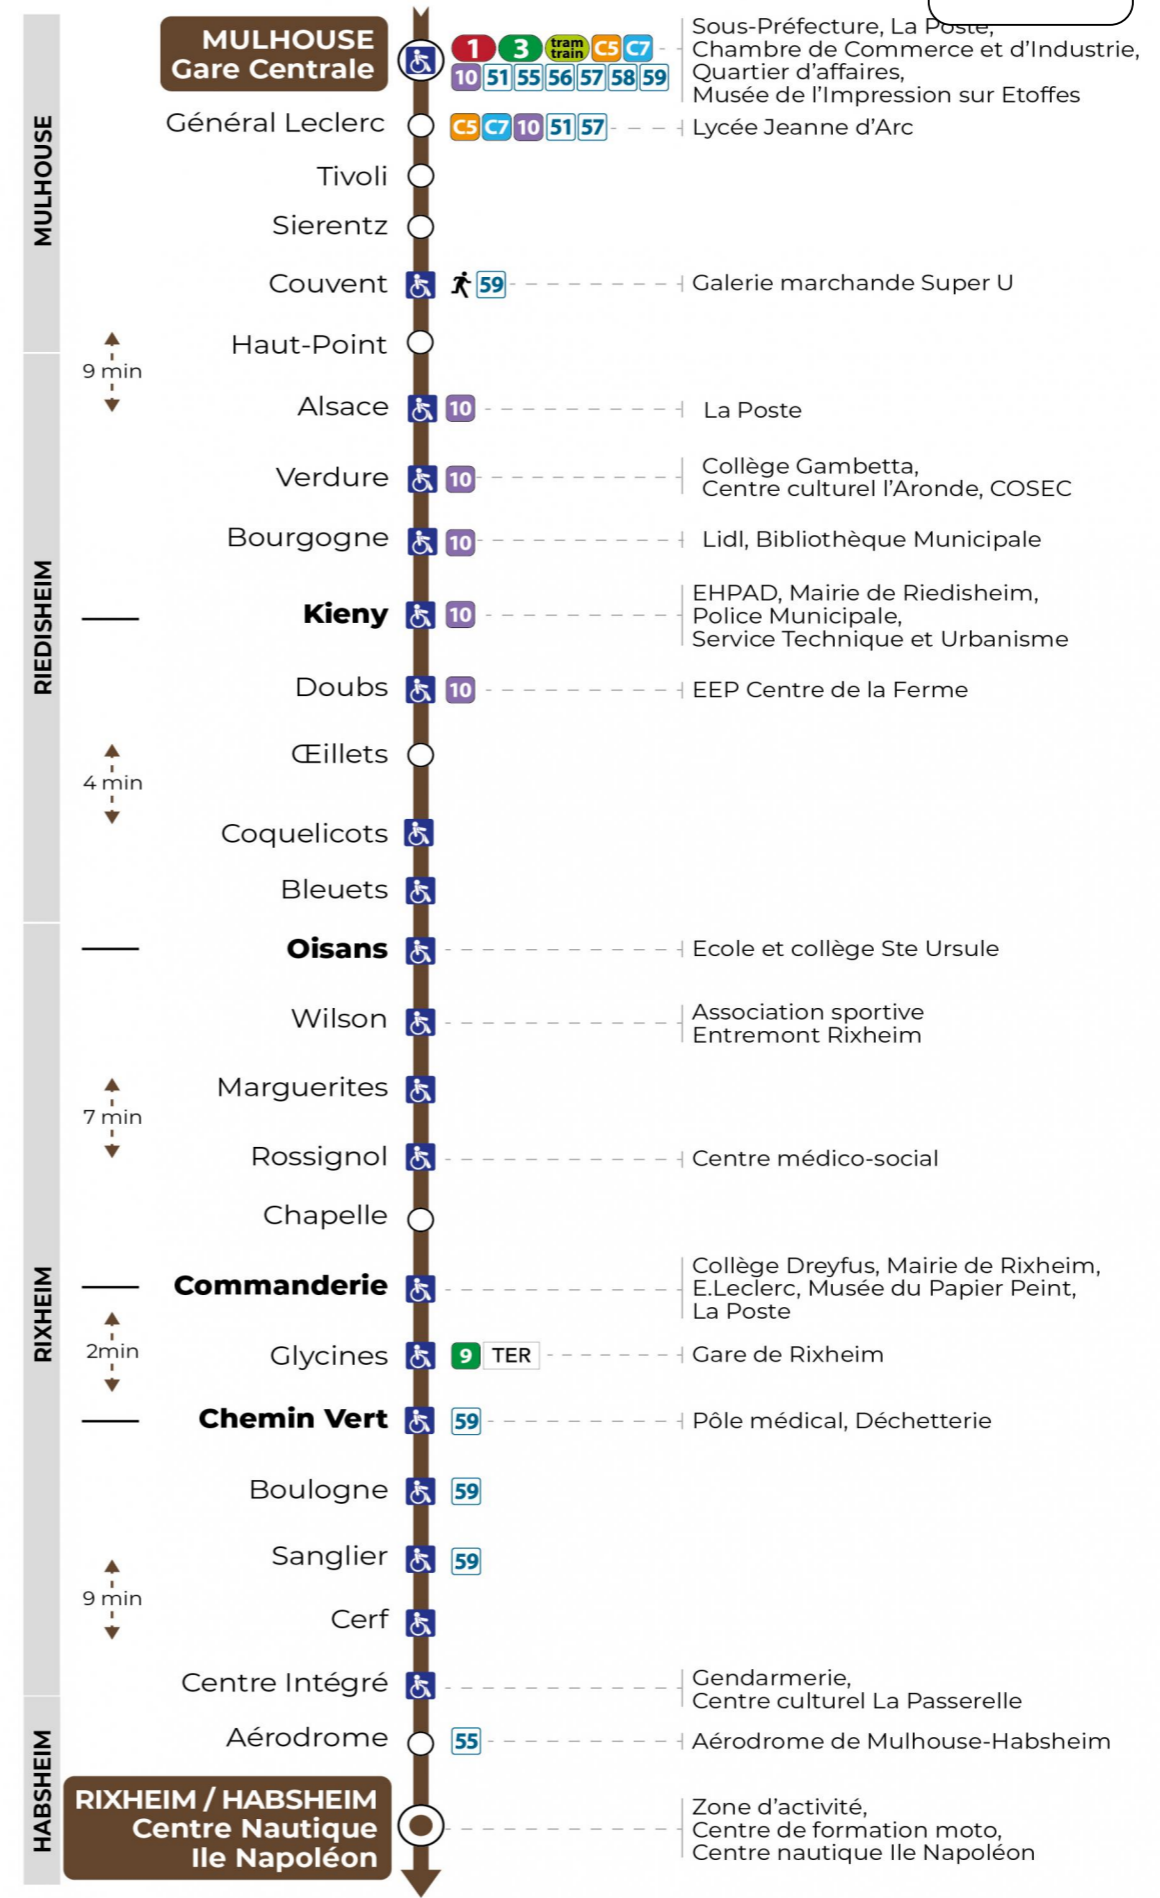 MULHOUSE
Gare Centrale
1 3 tram train C5 C7
10 51 55 56 57 58 59
Sous-Préfecture, La Poste,
Chambre de Commerce et d'Industrie,
Quartier d'affaires,
Musée de l'Impression sur Etoffes
Général Leclerc C5 C7 10 51 57 Lycée Jeanne d'Arc
Tivoli
MULHOUSE
Sierentz
Couvent 59 Galerie marchande Super U
Haut-Point
9 min
Alsace 10 La Poste
Verdure 10
Collège Gambetta,
Centre culturel l'Aronde, COSEC
Bourgogne 10 Lidl, Bibliothèque Municipale
RIEDISHEIM
Kieny 10
EHPAD, Mairie de Riedisheim,
Police Municipale,
Service Technique et Urbanisme
Doubs 10 EEP Centre de la Ferme
Œillets
4 min
Coquelicots
Bleuets
Oisans Ecole et collège Ste Ursule
Wilson
Association sportive
Entremont Rixheim
Marguerites
7 min
Rossignol Centre médico-social
Chapelle
Commanderie
Collège Dreyfus, Mairie de Rixheim,
E.Leclerc, Musée du Papier Peint,
La Poste
RIXHEIM
2min
Glycines 9 TER Gare de Rixheim
Chemin Vert 59 Pôle médical, Déchetterie
Boulogne 59
Sanglier 59
9 min
Cerf
Centre Intégré
Gendarmerie,
Centre culturel La Passerelle
Aérodrome 55 Aérodrome de Mulhouse-Habsheim
HABSHEIM
RIXHEIM / HABSHEIM
Centre Nautique
Ile Napoléon
Zone d'activité,
Centre de formation moto,
Centre nautique Ile Napoléon